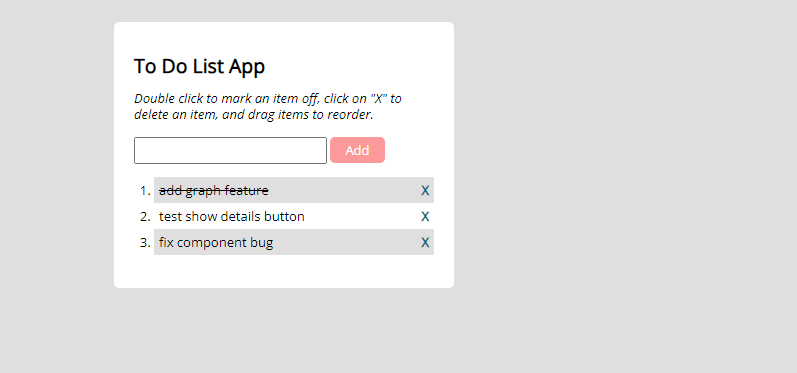 To Do List App
Double click to mark an item off, click on "X" to
delete an item, and drag items to reorder.
Add
1. add graph feature X
2. test show details button X
3. fix component bug X